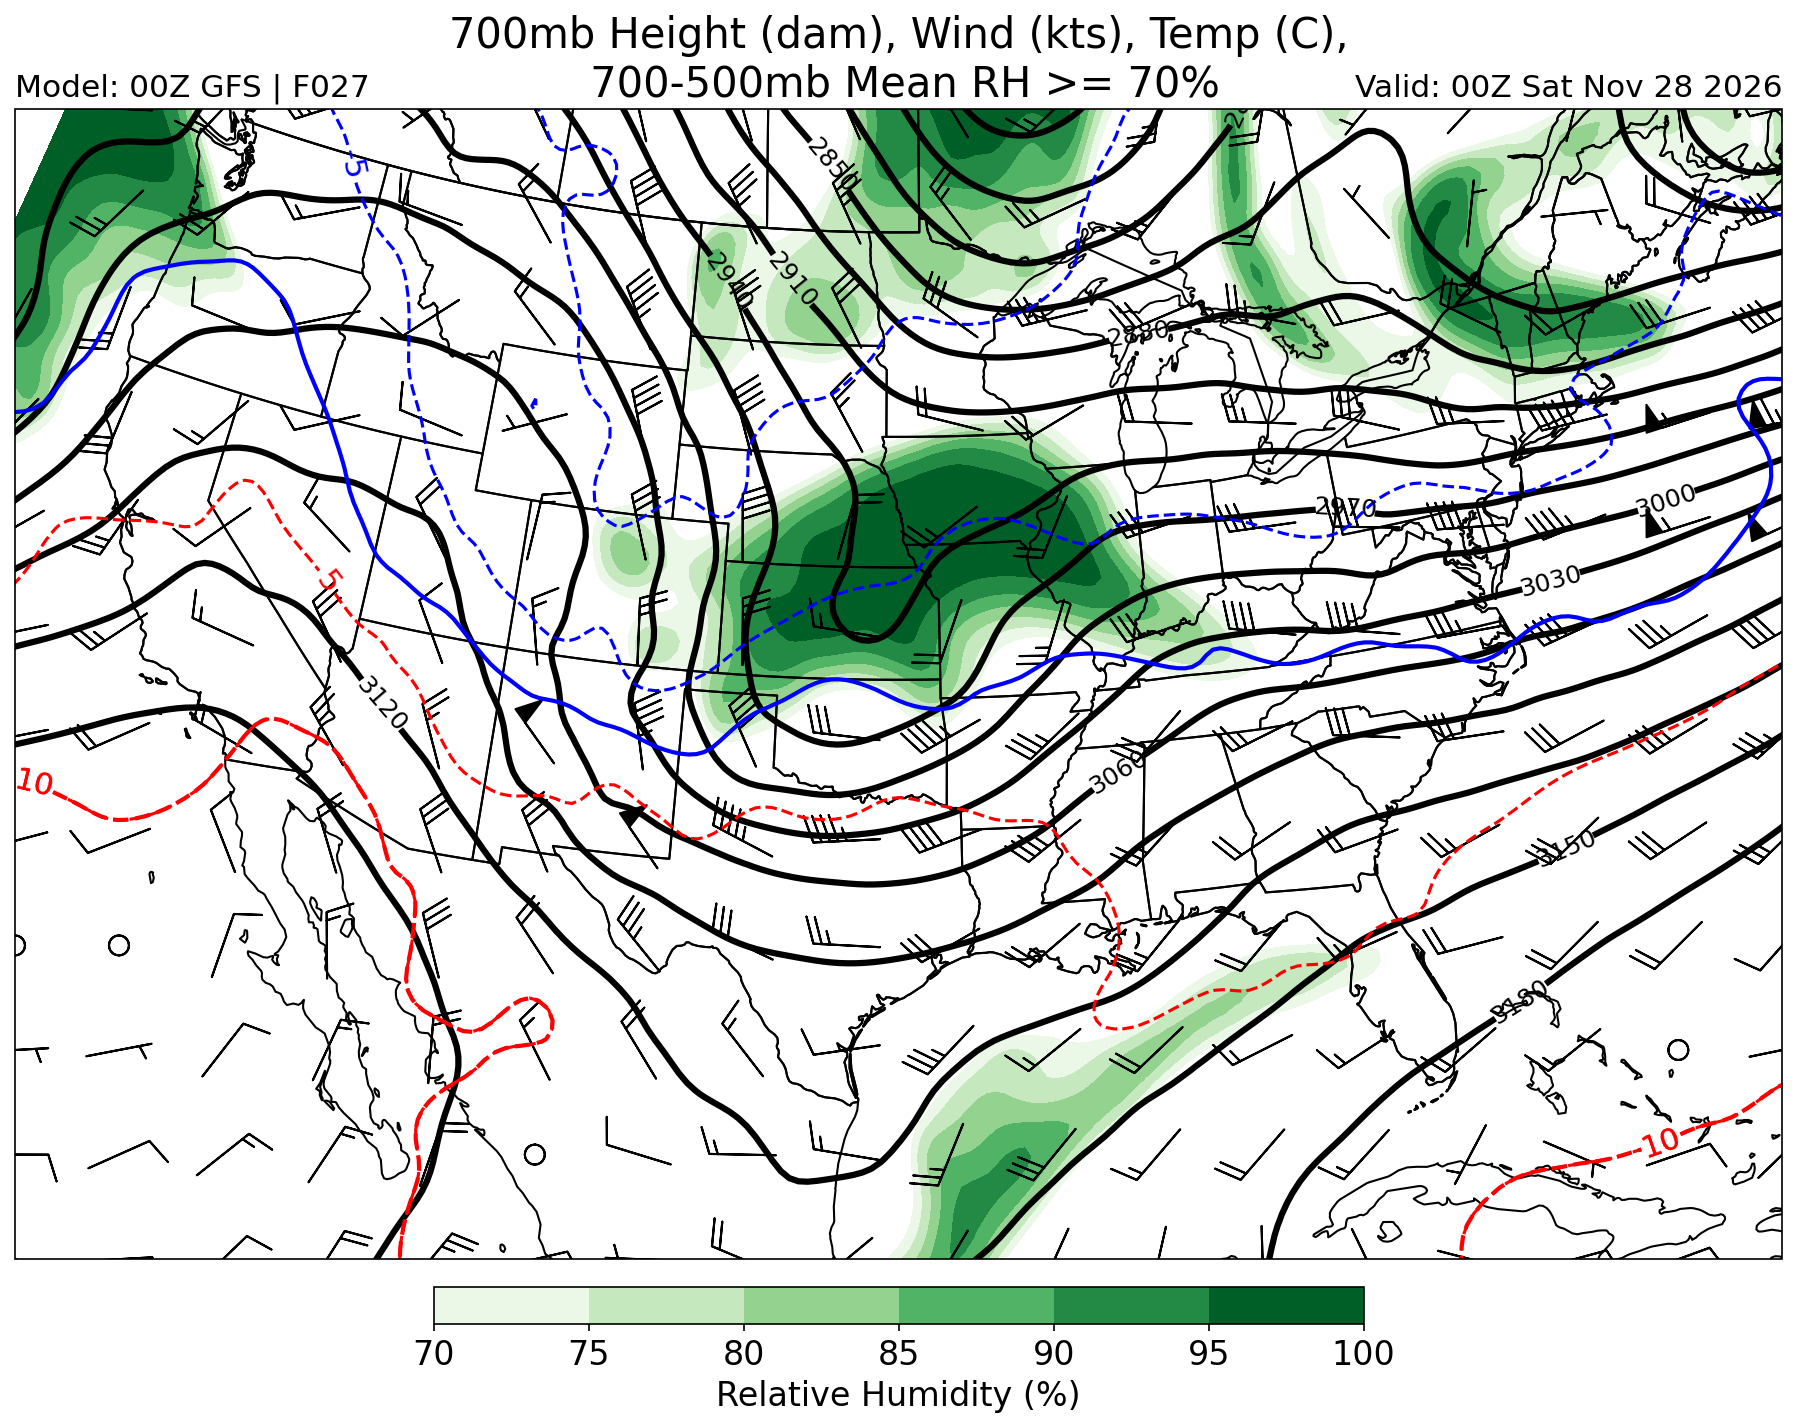 700mb Height (dam), Wind (kts), Temp (C),
700-500mb Mean RH >= 70%
Model: 00Z GFS | F027
Valid: 00Z Sat Nov 28 2026
5
2850
2940
2910
2880
2970
3000
5
3030
3120
10
3060
3150
3180
10
70 75 80 85 90 95 100
Relative Humidity (%)